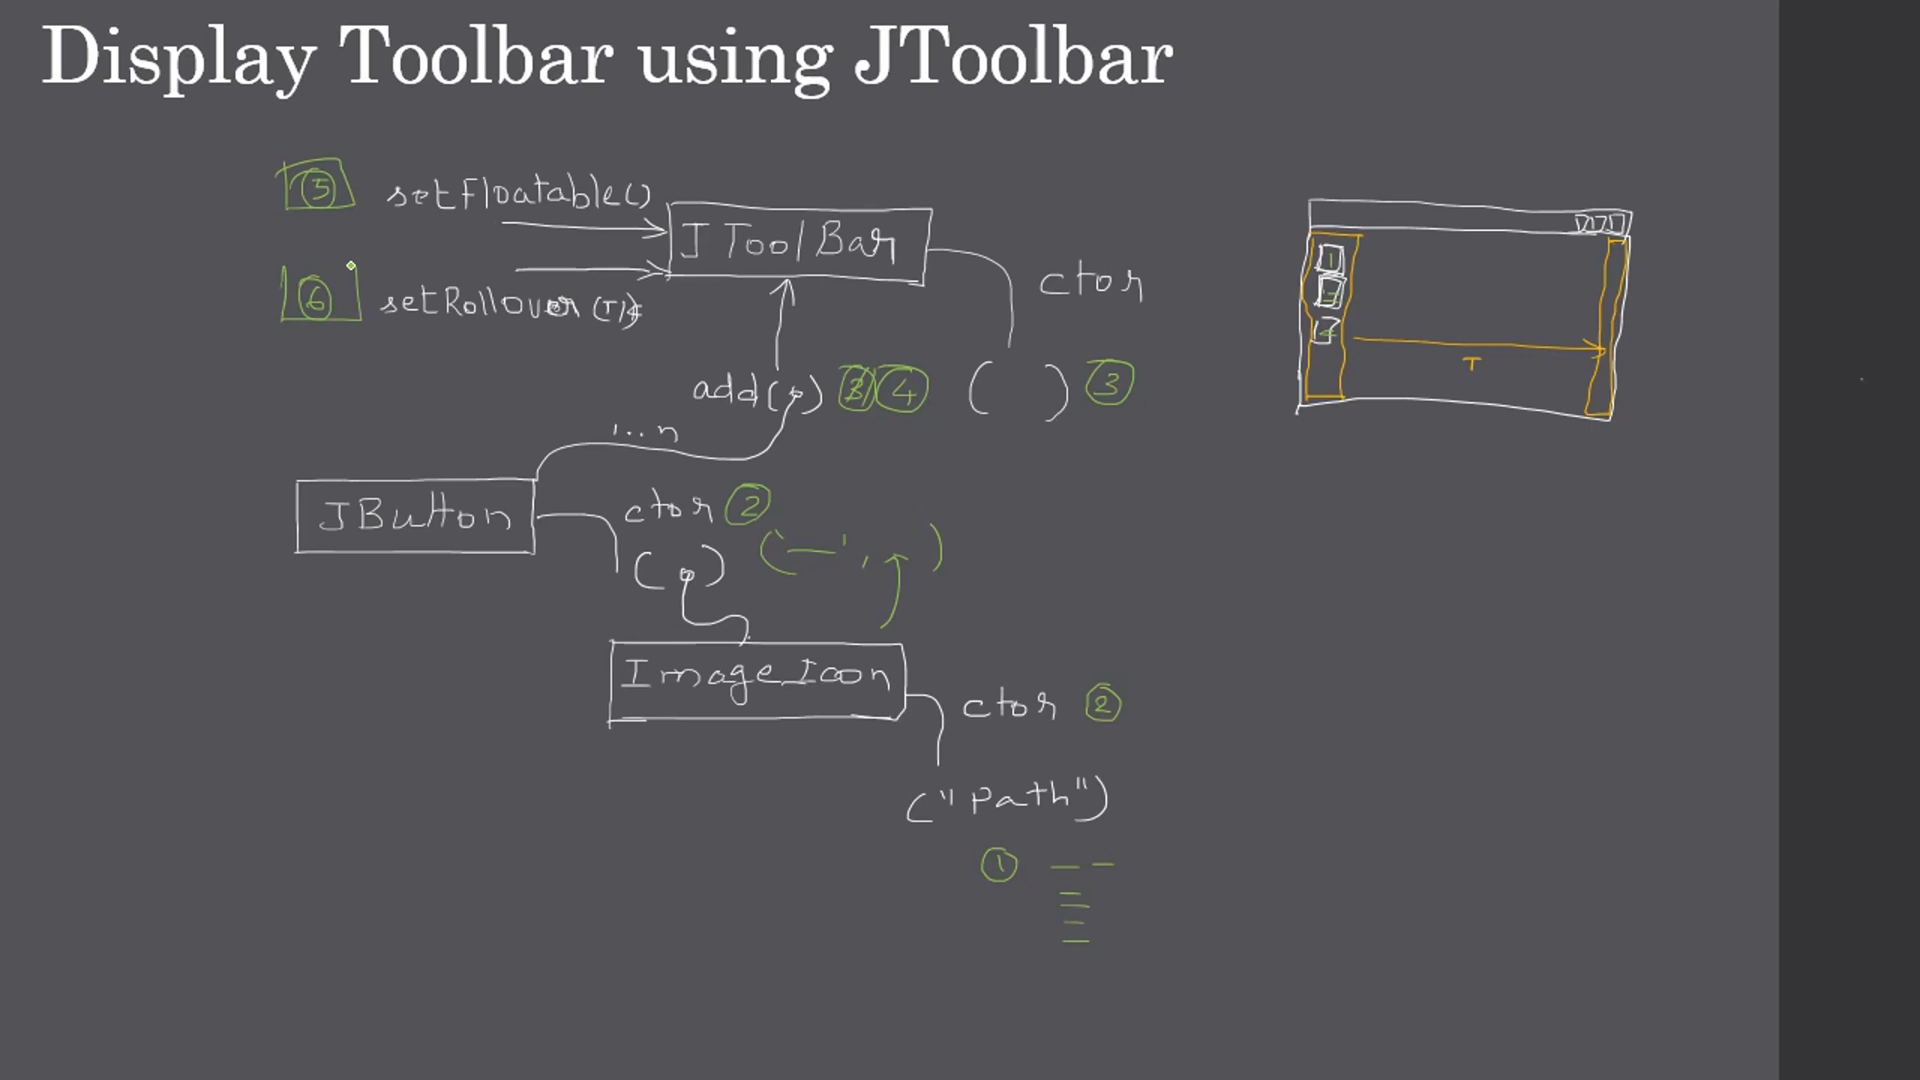 Display Toolbar using JToolbar
5 setFloatable()
JToolBar
6 setRollover(T/F)
ctor
add( ) 4 ( ) 3
1...n
JButton
ctor 2
( ) ('—', )
ImageIcon
ctor 2
("Path")
1
1
T